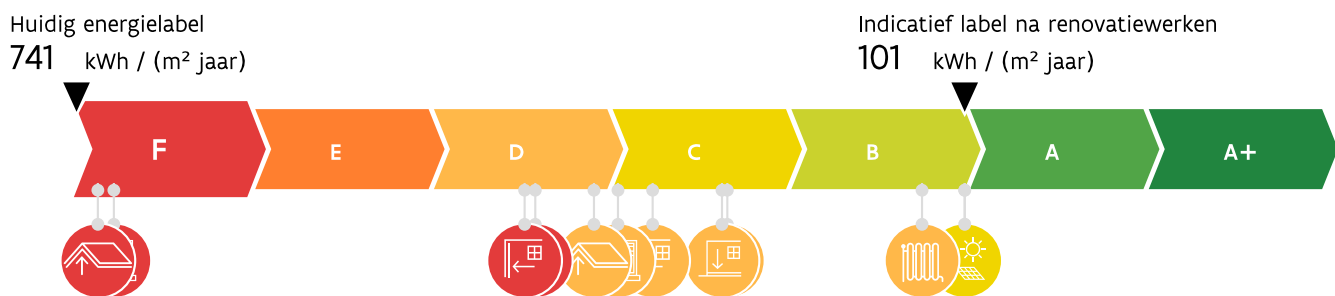 Huidig energielabel
741 kWh / (m² jaar)
Indicatief label na renovatiewerken
101 kWh / (m² jaar)
F E D C B A A+